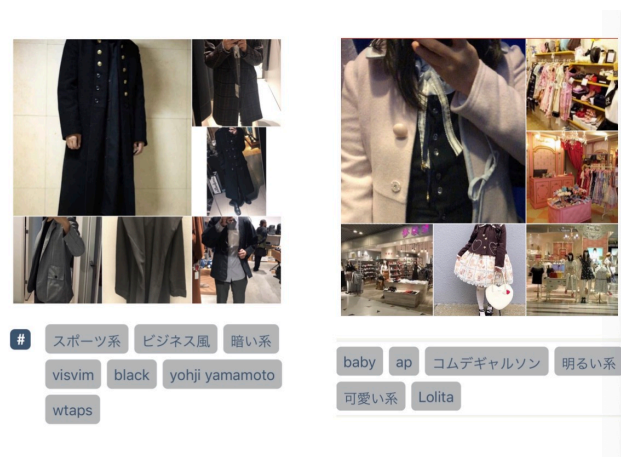 #
スポーツ系 ビジネス風 暗い系
visvim black yohji yamamoto
wtaps
baby ap コムデギャルソン 明るい系
可愛い系 Lolita